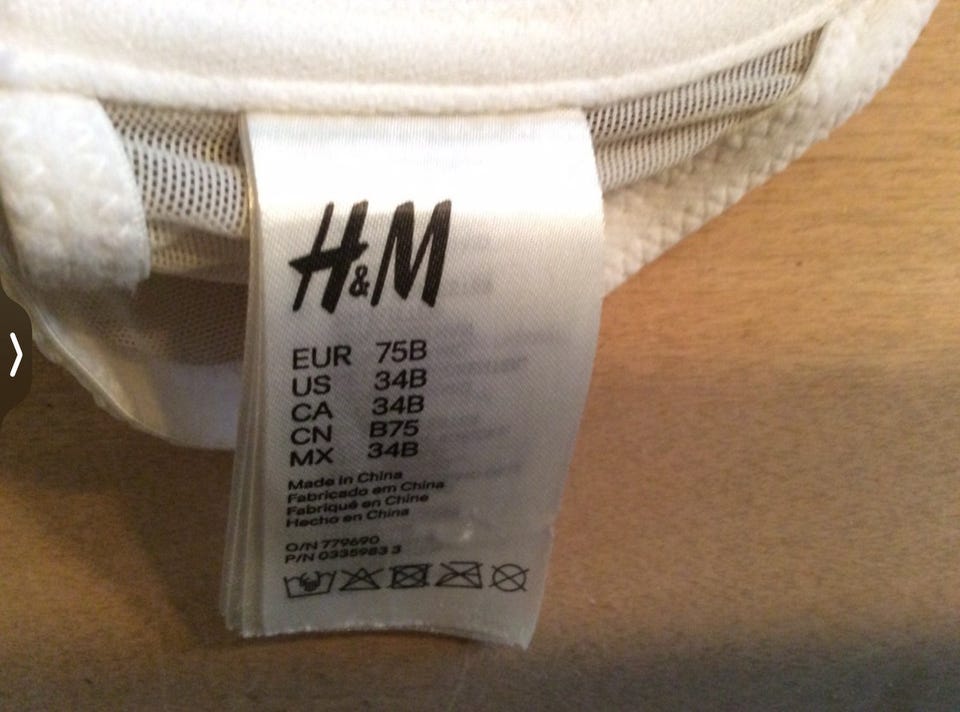 H&M
EUR 75B
US 34B
CA 34B
CN B75
MX 34B
Made in China
Fabricado em China
Fabriqué en Chine
Hecho en China
O/N 779690
P/N 0335983 3